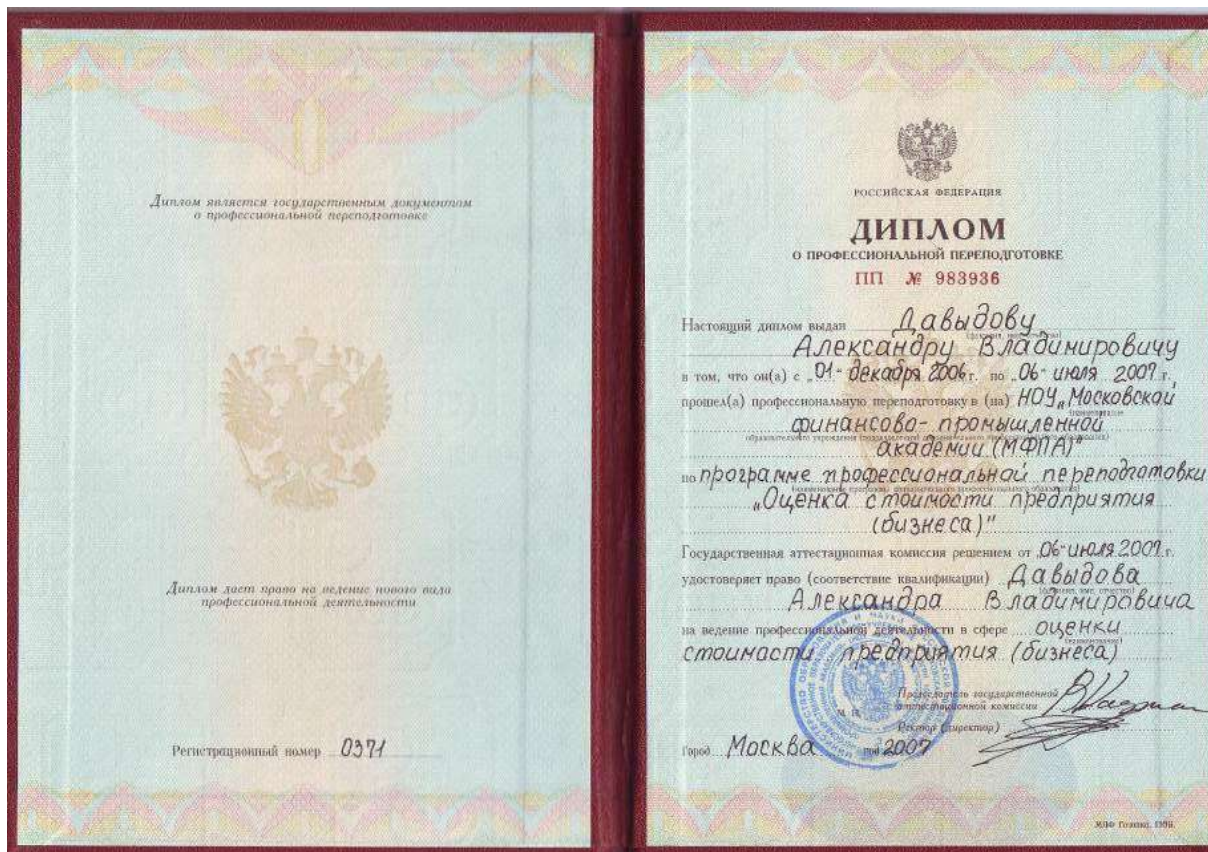 Диплом является государственным документом
о профессиональной переподготовке
Диплом дает право на ведение нового вида
профессиональной деятельности
Регистрационный номер 0371
РОССИЙСКАЯ ФЕДЕРАЦИЯ
ДИПЛОМ
О ПРОФЕССИОНАЛЬНОЙ ПЕРЕПОДГОТОВКЕ
ПП № 983936
Настоящий диплом выдан Давыдову
Александру Владимировичу
в том, что он(а) с „01" декабря 2006 г. по „06" июля 2007 г.
прошел(а) профессиональную переподготовку в (на) НОУ „Московской
финансово-промышленной
академии (МФПА)"
по программе профессиональной переподготовки
„Оценка стоимости предприятия
(бизнеса)"
Государственная аттестационная комиссия решением от „06" июля 2007 г.
удостоверяет право (соответствие квалификации) Давыдова
(фамилия, имя, отчество)
Александра Владимировича
на ведение профессиональной деятельности в сфере оценки
стоимости предприятия (бизнеса)
Председатель государственной
аттестационной комиссии
Ректор (директор)
Город Москва год 2007